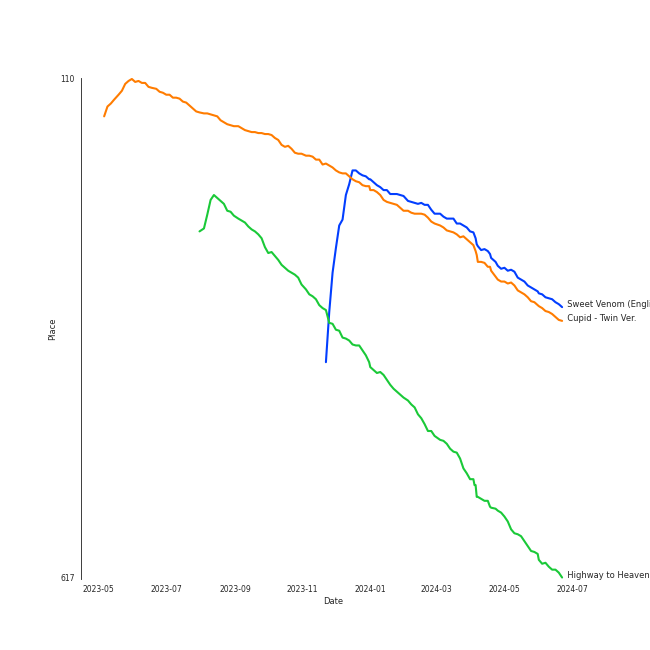 110
Place
Sweet Venom (Engli
Cupid - Twin Ver.
Highway to Heaven
617
2023-05 2023-07 2023-09 2023-11 2024-01 2024-03 2024-05 2024-07
Date